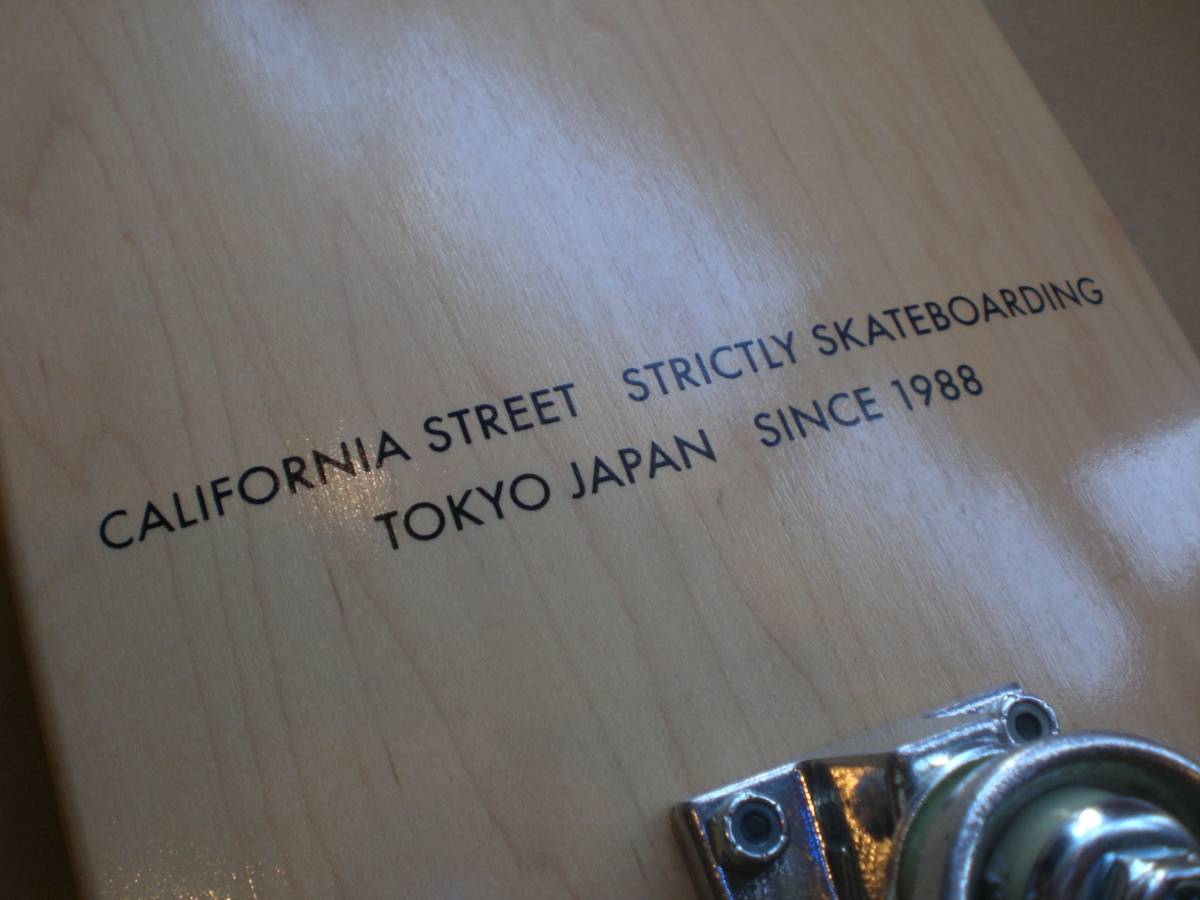 CALIFORNIA STREET STRICTLY SKATEBOARDING
TOKYO JAPAN SINCE 1988